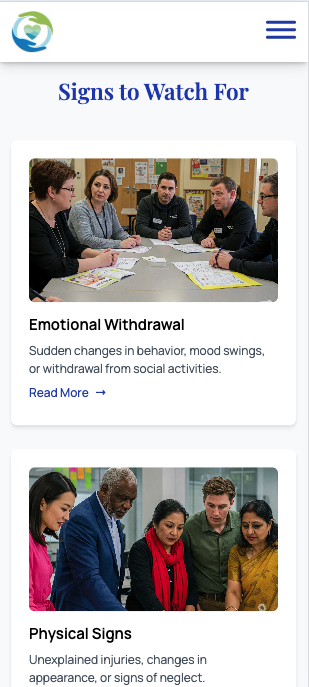 Signs to Watch For
Emotional Withdrawal
Sudden changes in behavior, mood swings,
or withdrawal from social activities.
Read More →
Physical Signs
Unexplained injuries, changes in
appearance, or signs of neglect.